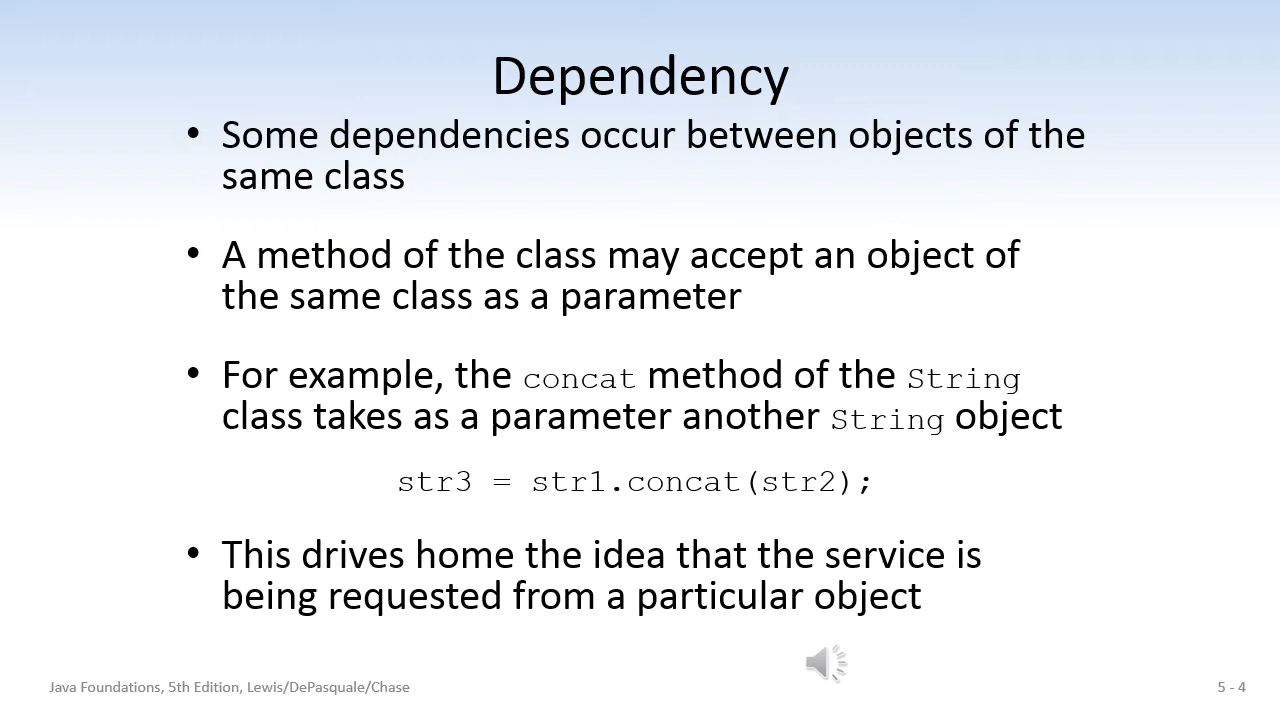 Dependency
• Some dependencies occur between objects of the
same class
• A method of the class may accept an object of
the same class as a parameter
• For example, the concat method of the String
class takes as a parameter another String object
str3 = str1.concat(str2);
• This drives home the idea that the service is
being requested from a particular object
Java Foundations, 5th Edition, Lewis/DePasquale/Chase
5 - 4